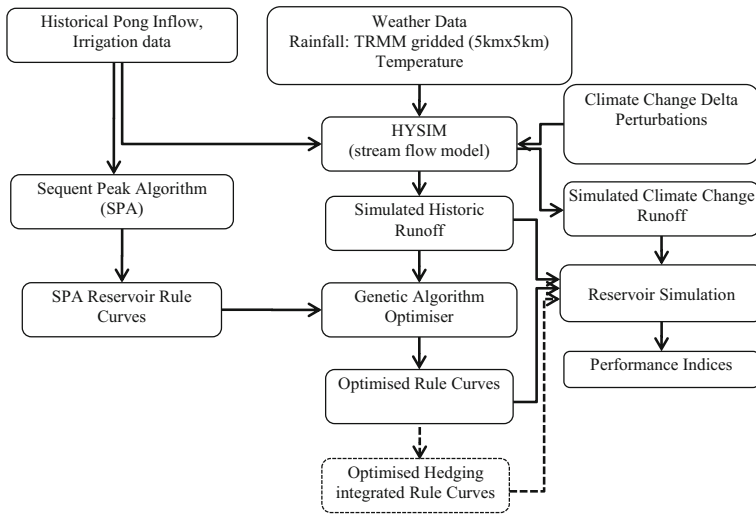 Historical Pong Inflow,
Irrigation data
Weather Data
Rainfall: TRMM gridded (5kmx5km)
Temperature
Climate Change Delta
Perturbations
HYSIM
(stream flow model)
Sequent Peak Algorithm
(SPA)
Simulated Historic
Runoff
Simulated Climate Change
Runoff
SPA Reservoir Rule
Curves
Genetic Algorithm
Optimiser
Reservoir Simulation
Optimised Rule Curves
Performance Indices
Optimised Hedging
integrated Rule Curves